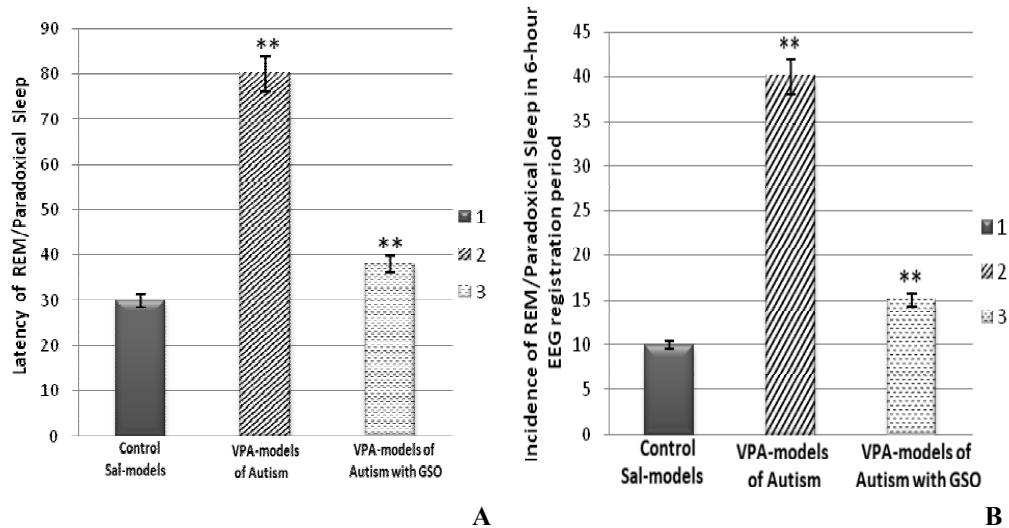 Latency of REM/Paradoxical Sleep
90
80
70
60
50
40
30
20
10
0
**
**
Control
Sal-models
VPA-models
of Autism
VPA-models of
Autism with GSO
1
2
3
A
Incidence of REM/Paradoxical Sleep in 6-hour
EEG registration period
45
40
35
30
25
20
15
10
5
0
**
**
Control
Sal-models
VPA-models
of Autism
VPA-models of
Autism with GSO
1
2
3
B